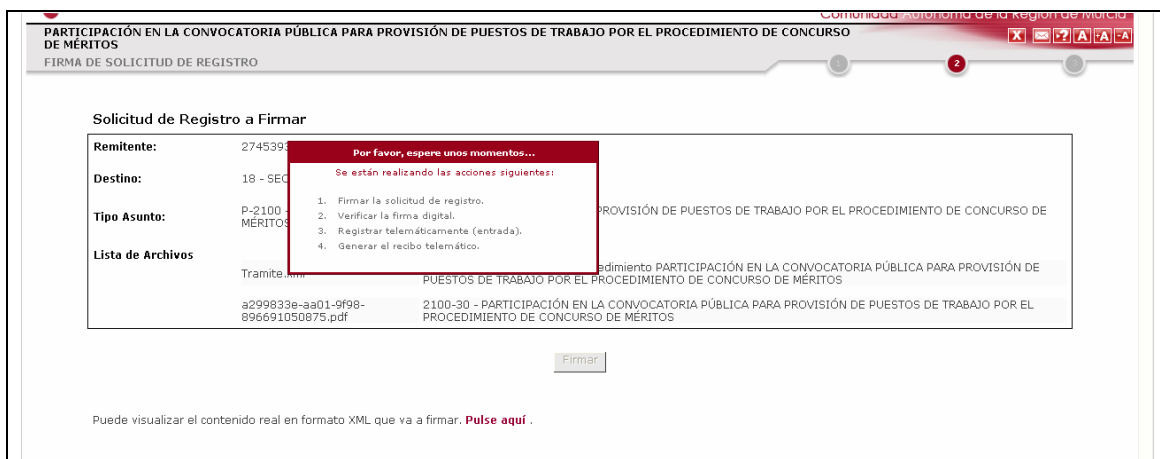 Comunidad Autónoma de la Región de Murcia
PARTICIPACIÓN EN LA CONVOCATORIA PÚBLICA PARA PROVISIÓN DE PUESTOS DE TRABAJO POR EL PROCEDIMIENTO DE CONCURSO
DE MÉRITOS
X ? A +A -A
FIRMA DE SOLICITUD DE REGISTRO
1 2 3
Solicitud de Registro a Firmar
Remitente: 2745393
Por favor, espere unos momentos...
Se están realizando las acciones siguientes:
1. Firmar la solicitud de registro.
2. Verificar la firma digital.
3. Registrar telemáticamente (entrada).
4. Generar el recibo telemático.
Destino: 18 - SEC
Tipo Asunto: P-2100 - PROVISIÓN DE PUESTOS DE TRABAJO POR EL PROCEDIMIENTO DE CONCURSO DE
MÉRITOS
Lista de Archivos
Tramite.xml edimiento PARTICIPACIÓN EN LA CONVOCATORIA PÚBLICA PARA PROVISIÓN DE
PUESTOS DE TRABAJO POR EL PROCEDIMIENTO DE CONCURSO DE MÉRITOS
a299833e-aa01-9f98- 2100-30 - PARTICIPACIÓN EN LA CONVOCATORIA PÚBLICA PARA PROVISIÓN DE PUESTOS DE TRABAJO POR EL
896691050875.pdf PROCEDIMIENTO DE CONCURSO DE MÉRITOS
Firmar
Puede visualizar el contenido real en formato XML que va a firmar. Pulse aquí .